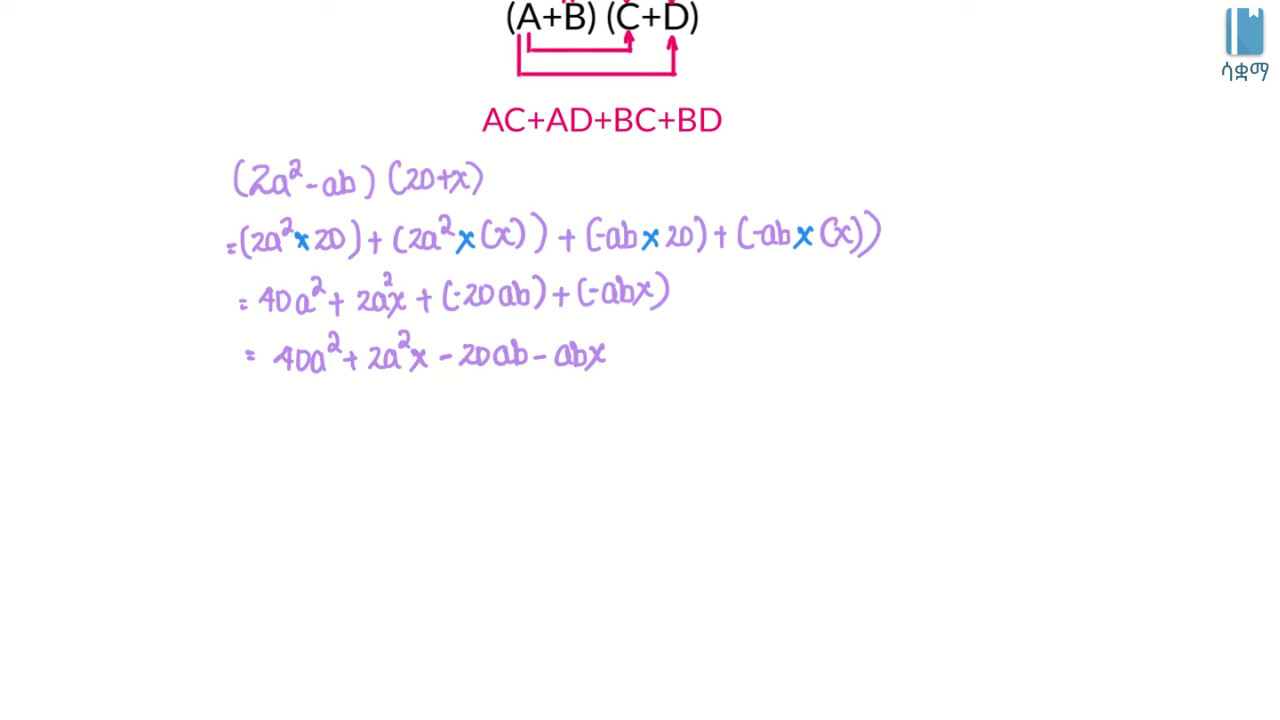 (A+B) (C+D)
ሳቋማ
AC+AD+BC+BD
(2a²-ab) (20+x)
=(2a²x20)+(2a²x(x))+(-abx20)+(-abx(x))
= 40a²+2a²x+(-20ab)+(-abx)
= 40a²+2a²x-20ab-abx